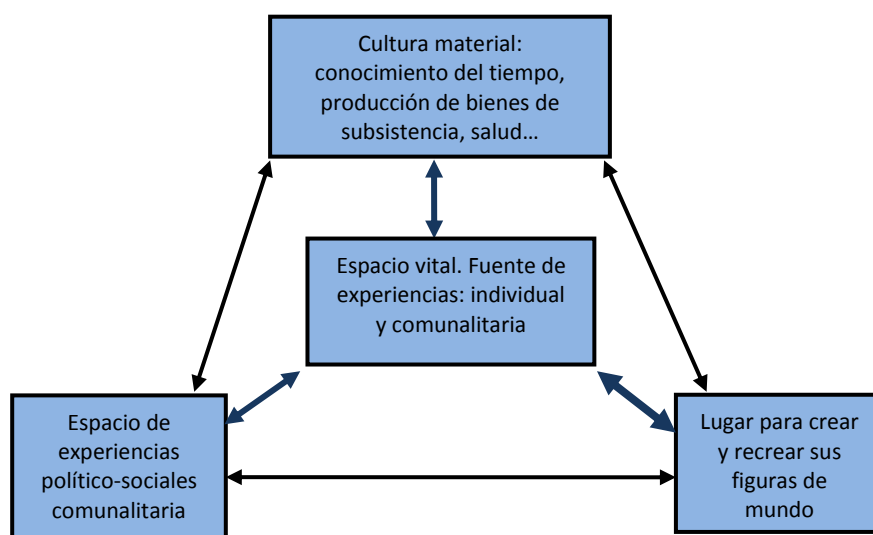 Cultura material:
conocimiento del tiempo,
producción de bienes de
subsistencia, salud…
Espacio vital. Fuente de
experiencias: individual
y comunalitaria
Espacio de
experiencias
político-sociales
comunalitaria
Lugar para crear
y recrear sus
figuras de
mundo